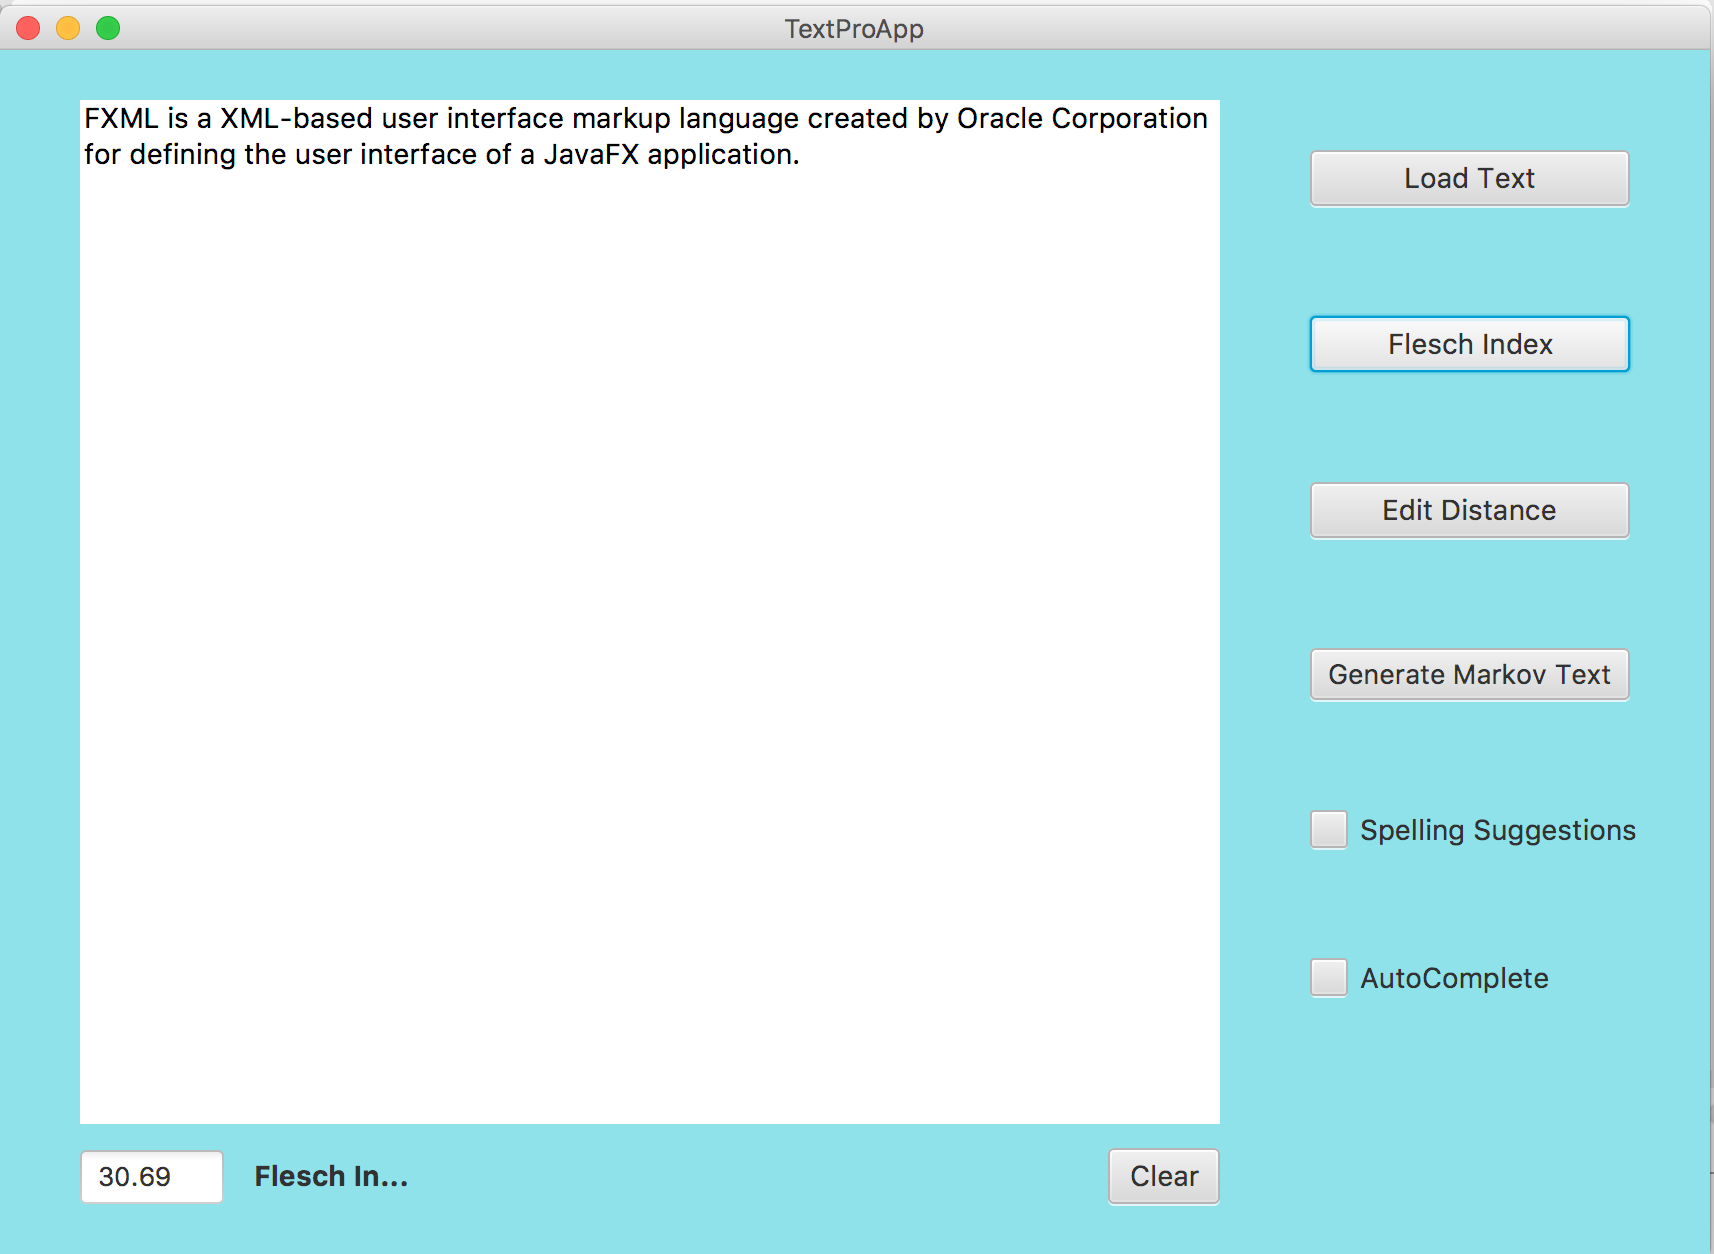 TextProApp
FXML is a XML-based user interface markup language created by Oracle Corporation
for defining the user interface of a JavaFX application.
Load Text
Flesch Index
Edit Distance
Generate Markov Text
Spelling Suggestions
AutoComplete
30.69
Flesch In...
Clear